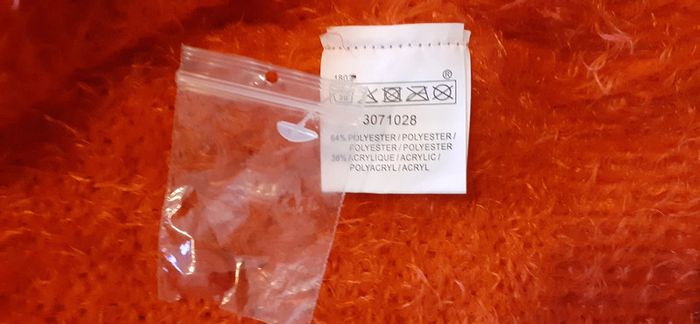 ®
3071028
64% POLYESTER / POLYESTER /
POLYESTER / POLYESTER
36% ACRYLIQUE / ACRYLIC /
POLYACRYL / ACRYL